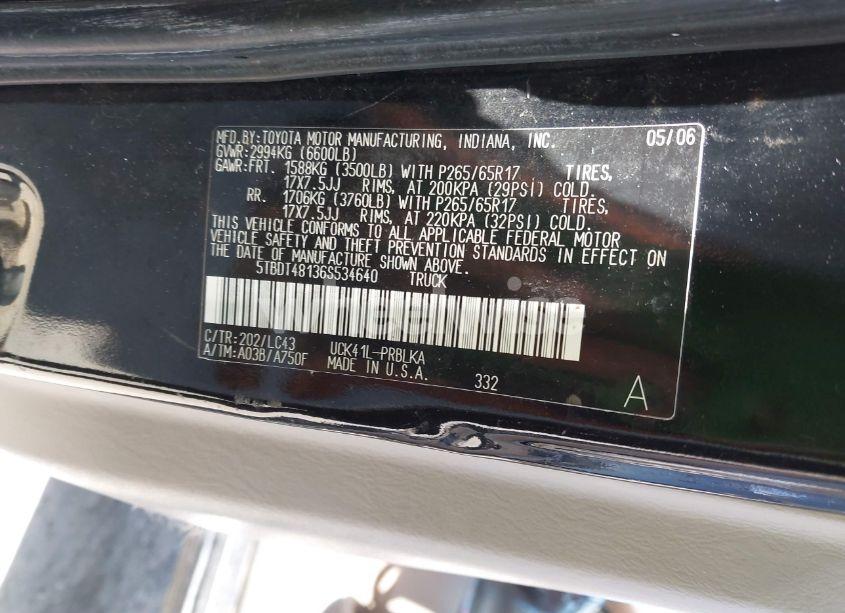 MFD.BY:TOYOTA MOTOR MANUFACTURING, INDIANA, INC. 05/06
GVWR:2994KG (6600LB)
GAWR:FRT. 1588KG (3500LB) WITH P265/65R17 TIRES,
17X7.5JJ RIMS, AT 200KPA (29PSI) COLD.
RR. 1706KG (3760LB) WITH P265/65R17 TIRES,
17X7.5JJ RIMS, AT 220KPA (32PSI) COLD.
THIS VEHICLE CONFORMS TO ALL APPLICABLE FEDERAL MOTOR
VEHICLE SAFETY AND THEFT PREVENTION STANDARDS IN EFFECT ON
THE DATE OF MANUFACTURE SHOWN ABOVE.
5TBDT48136S534640 TRUCK
C/TR:202/LC43 UCK41L-PRBLKA
A/TM:A03B/A750F MADE IN U.S.A. 332 A